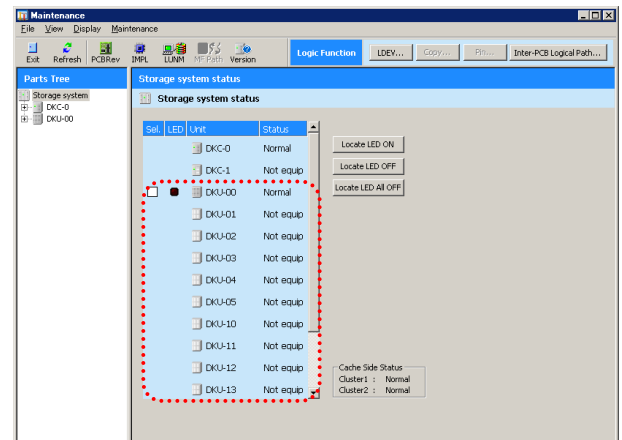 Maintenance
File View Display Maintenance
Exit Refresh PCBRev IMPL LUNM MF Path Version Logic Function LDEV... Copy... Pin... Inter-PCB Logical Path...
Parts Tree
Storage system
DKC-0
DKU-00
Storage system status
Storage system status
Sel. LED Unit Status
DKC-0 Normal
DKC-1 Not equip
DKU-00 Normal
DKU-01 Not equip
DKU-02 Not equip
DKU-03 Not equip
DKU-04 Not equip
DKU-05 Not equip
DKU-10 Not equip
DKU-11 Not equip
DKU-12 Not equip
DKU-13 Not equip
Locate LED ON
Locate LED OFF
Locate LED All OFF
Cache Side Status
Cluster1 : Normal
Cluster2 : Normal